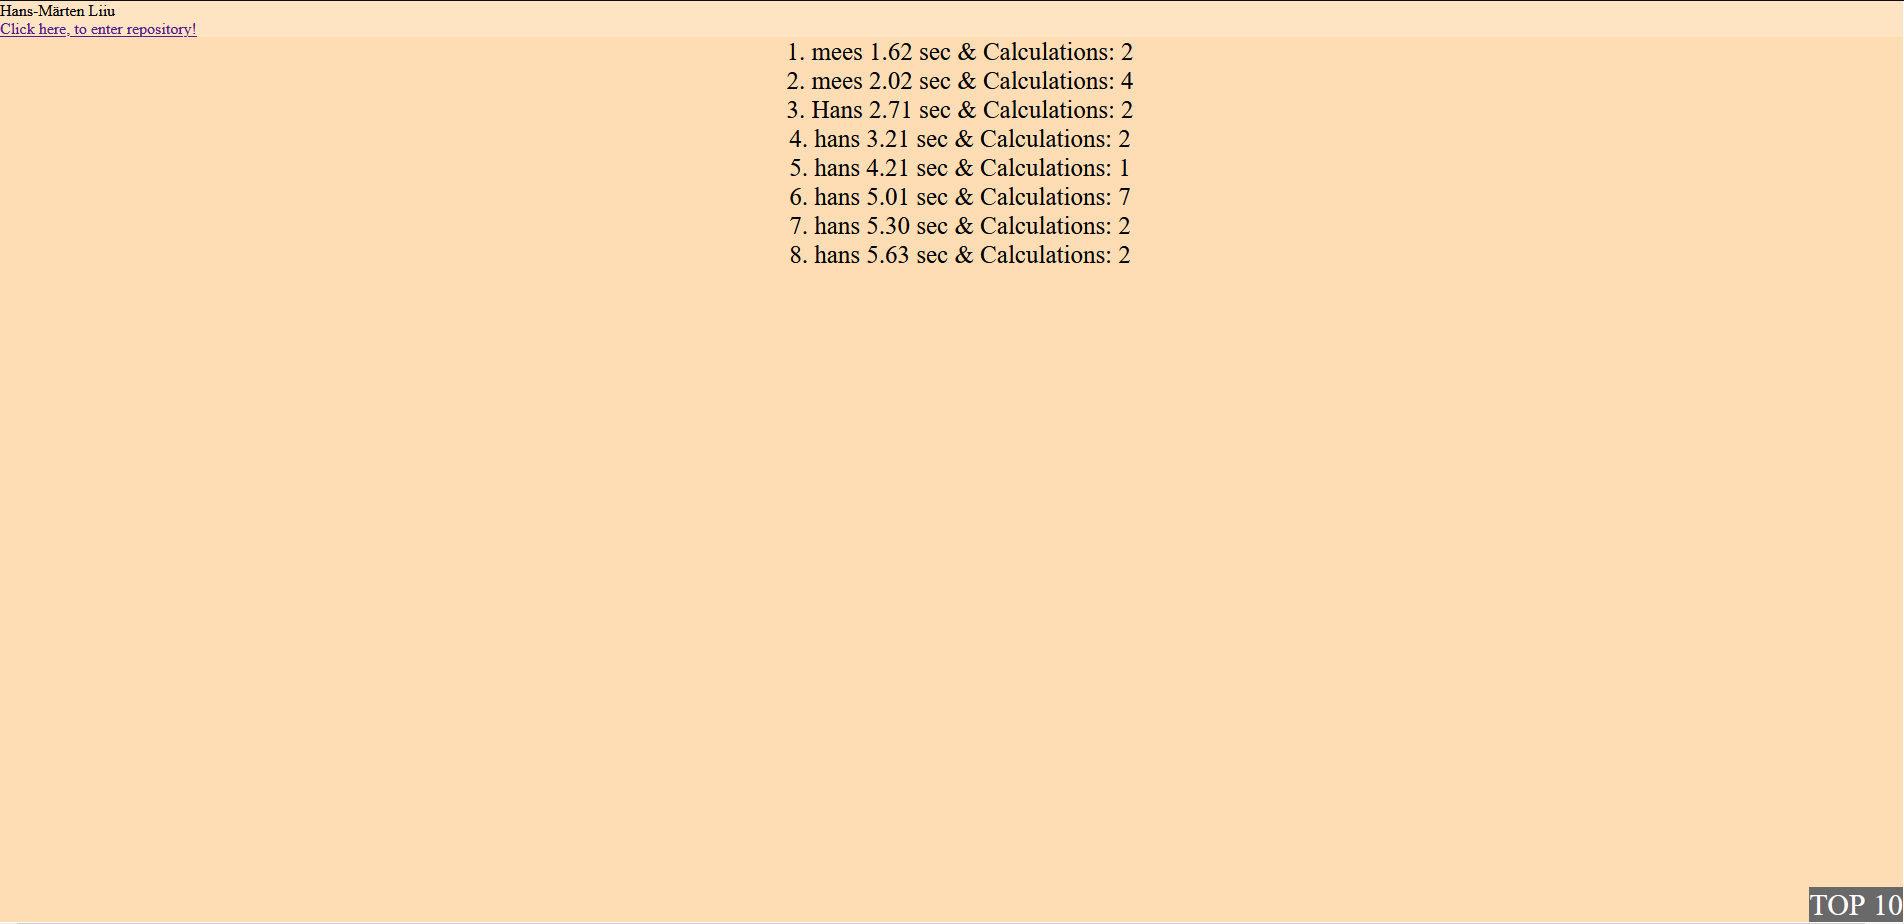 Hans-Märten Liiu
Click here, to enter repository!
1. mees 1.62 sec & Calculations: 2
2. mees 2.02 sec & Calculations: 4
3. Hans 2.71 sec & Calculations: 2
4. hans 3.21 sec & Calculations: 2
5. hans 4.21 sec & Calculations: 1
6. hans 5.01 sec & Calculations: 7
7. hans 5.30 sec & Calculations: 2
8. hans 5.63 sec & Calculations: 2
TOP 10